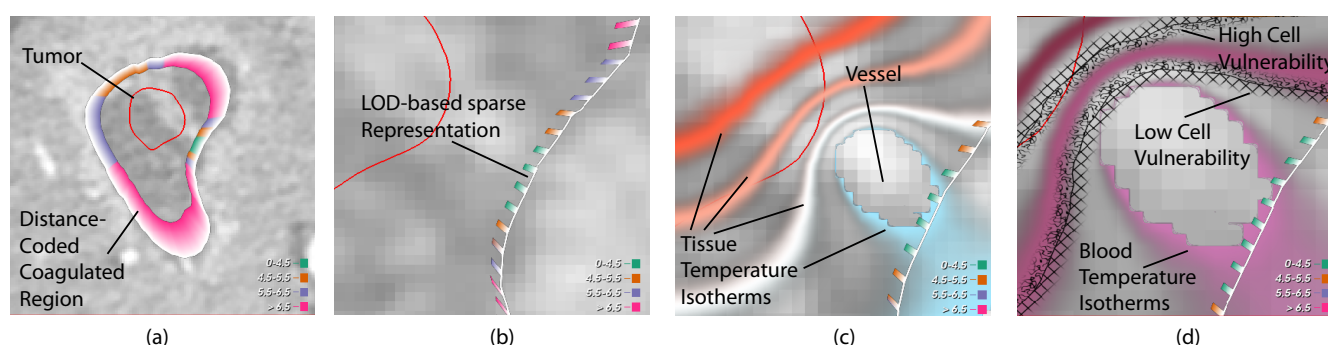 Tumor
Distance-
Coded
Coagulated
Region
0-4.5
4.5-5.5
5.5-6.5
> 6.5
(a)
LOD-based sparse
Representation
0-4.5
4.5-5.5
5.5-6.5
> 6.5
(b)
Vessel
Tissue
Temperature
Isotherms
0-4.5
4.5-5.5
5.5-6.5
> 6.5
(c)
High Cell
Vulnerability
Low Cell
Vulnerability
Blood
Temperature
Isotherms
0-4.5
4.5-5.5
5.5-6.5
> 6.5
(d)